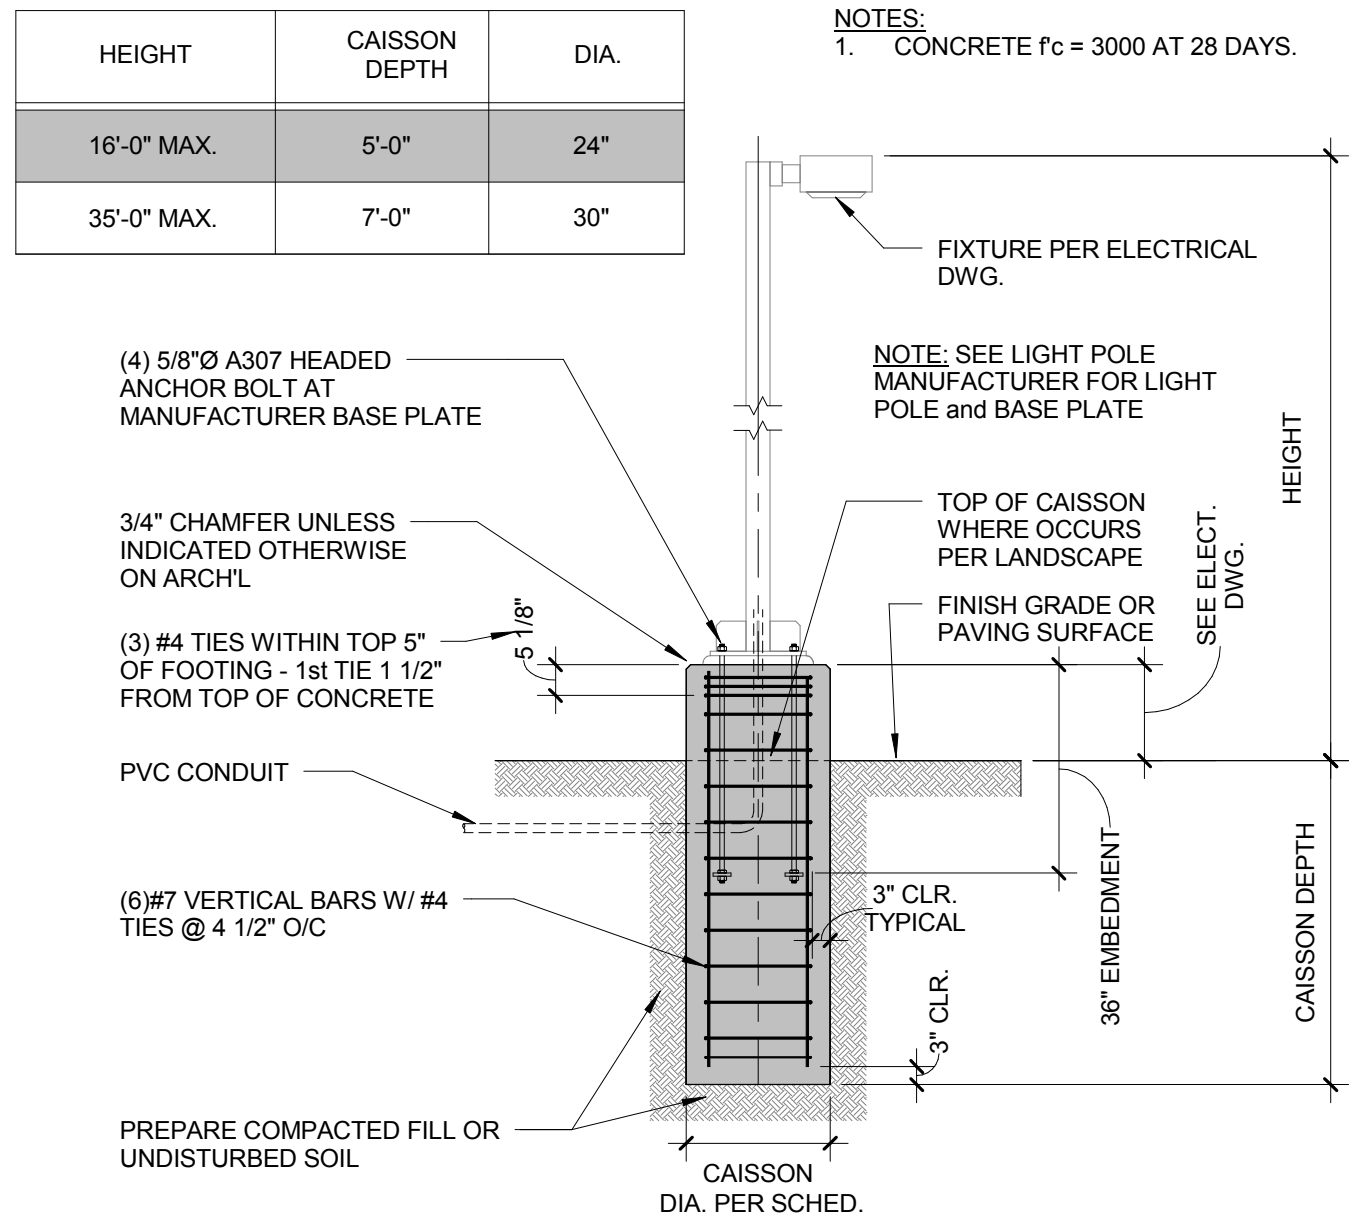 HEIGHT
CAISSON
DEPTH
DIA.
16'-0" MAX.
5'-0"
24"
35'-0" MAX.
7'-0"
30"
NOTES:
1. CONCRETE f'c = 3000 AT 28 DAYS.
FIXTURE PER ELECTRICAL
DWG.
(4) 5/8"Ø A307 HEADED
ANCHOR BOLT AT
MANUFACTURER BASE PLATE
NOTE: SEE LIGHT POLE
MANUFACTURER FOR LIGHT
POLE and BASE PLATE
HEIGHT
3/4" CHAMFER UNLESS
INDICATED OTHERWISE
ON ARCH'L
TOP OF CAISSON
WHERE OCCURS
PER LANDSCAPE
SEE ELECT.
DWG.
5 1/8"
FINISH GRADE OR
PAVING SURFACE
(3) #4 TIES WITHIN TOP 5"
OF FOOTING - 1st TIE 1 1/2"
FROM TOP OF CONCRETE
PVC CONDUIT
(6)#7 VERTICAL BARS W/ #4
TIES @ 4 1/2" O/C
3" CLR.
TYPICAL
36" EMBEDMENT
CAISSON DEPTH
3" CLR.
PREPARE COMPACTED FILL OR
UNDISTURBED SOIL
CAISSON
DIA. PER SCHED.